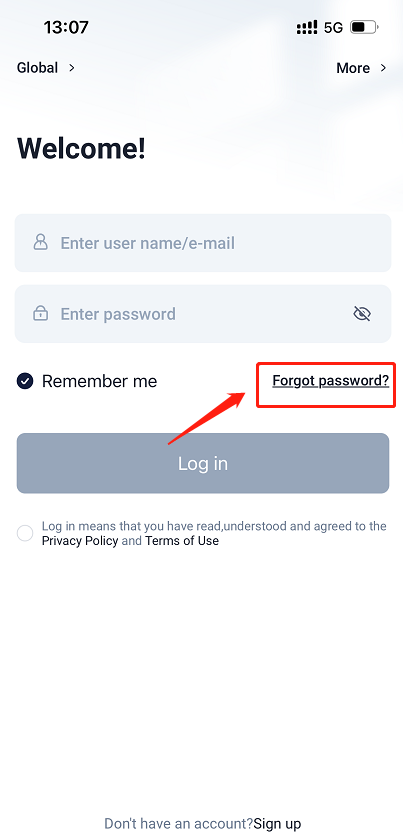 13:07 5G
Global > More >
Welcome!
Enter user name/e-mail
Enter password
Remember me Forgot password?
Log in
Log in means that you have read,understood and agreed to the
Privacy Policy and Terms of Use
Don't have an account?Sign up